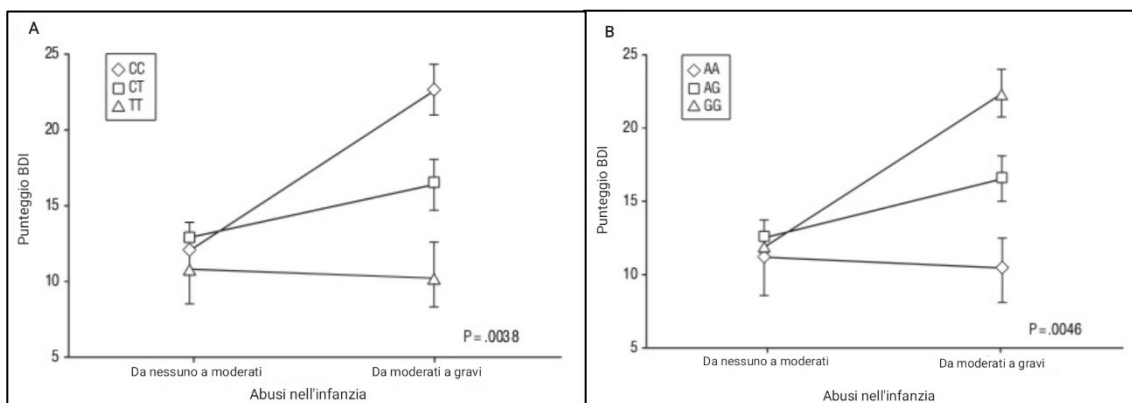 A
25
20
15
10
5
Punteggio BDI
CC
CT
TT
P=.0038
Da nessuno a moderati
Da moderati a gravi
Abusi nell'infanzia
B
25
20
15
10
5
Punteggio BDI
AA
AG
GG
P=.0046
Da nessuno a moderati
Da moderati a gravi
Abusi nell'infanzia